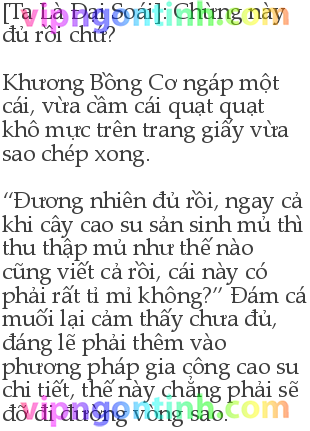 [Ta Là Đại Soái]: Chừng này
đủ rồi chứ?
Khương Bồng Cơ ngáp một
cái, vừa cầm cái quạt quạt
khô mực trên trang giấy vừa
sao chép xong.
“Đương nhiên đủ rồi, ngay cả
khi cây cao su sản sinh mủ thì
thu thập mủ như thế nào
cũng viết cả rồi, cái này có
phải rất tỉ mỉ không?” Đám cá
muối lại cảm thấy chưa đủ,
đáng lẽ phải thêm vào
phương pháp gia công cao su
chi tiết, thế này chẳng phải sẽ
đỡ đi đường vòng sao.
vipngontinh.com
vipngontinh.com